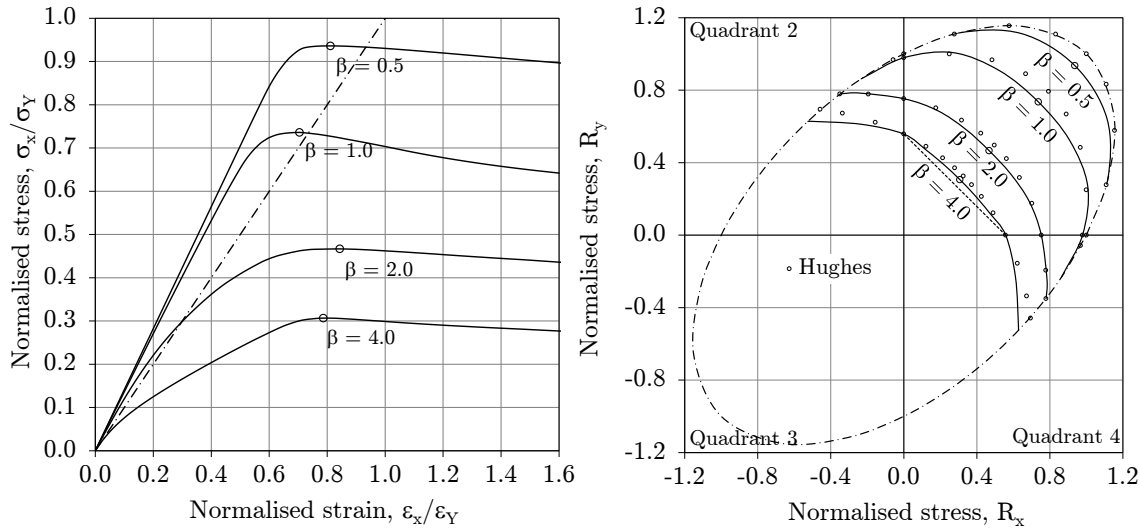 1.0
0.9
0.8
0.7
0.6
0.5
0.4
0.3
0.2
0.1
0.0
0.0 0.2 0.4 0.6 0.8 1.0 1.2 1.4 1.6
Normalised stress, σx/σY
Normalised strain, εx/εY
β = 0.5
β = 1.0
β = 2.0
β = 4.0
1.2
0.8
0.4
0.0
-0.4
-0.8
-1.2
-1.2 -0.8 -0.4 0.0 0.4 0.8 1.2
Normalised stress, Ry
Normalised stress, Rx
Quadrant 2
β = 0.5
β = 1.0
β = 2.0
β = 4.0
Hughes
Quadrant 3
Quadrant 4